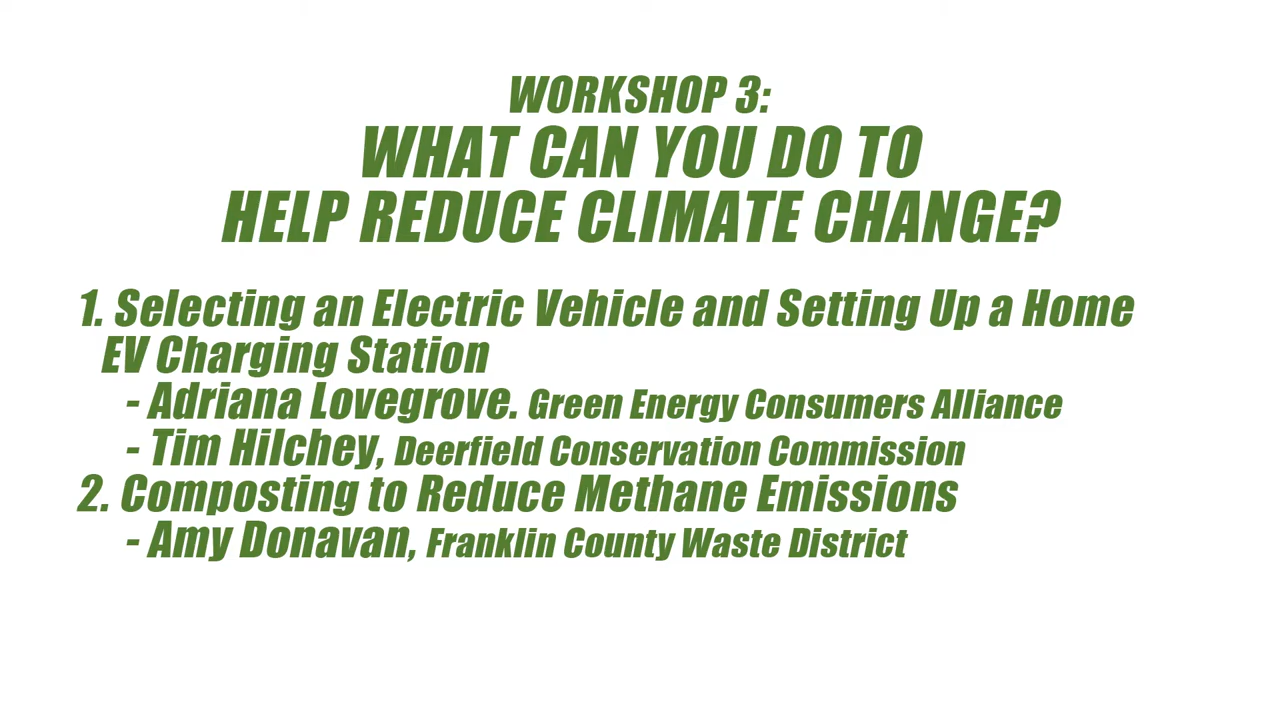 WORKSHOP 3:
WHAT CAN YOU DO TO
HELP REDUCE CLIMATE CHANGE?
1. Selecting an Electric Vehicle and Setting Up a Home
EV Charging Station
- Adriana Lovegrove. Green Energy Consumers Alliance
- Tim Hilchey, Deerfield Conservation Commission
2. Composting to Reduce Methane Emissions
- Amy Donavan, Franklin County Waste District